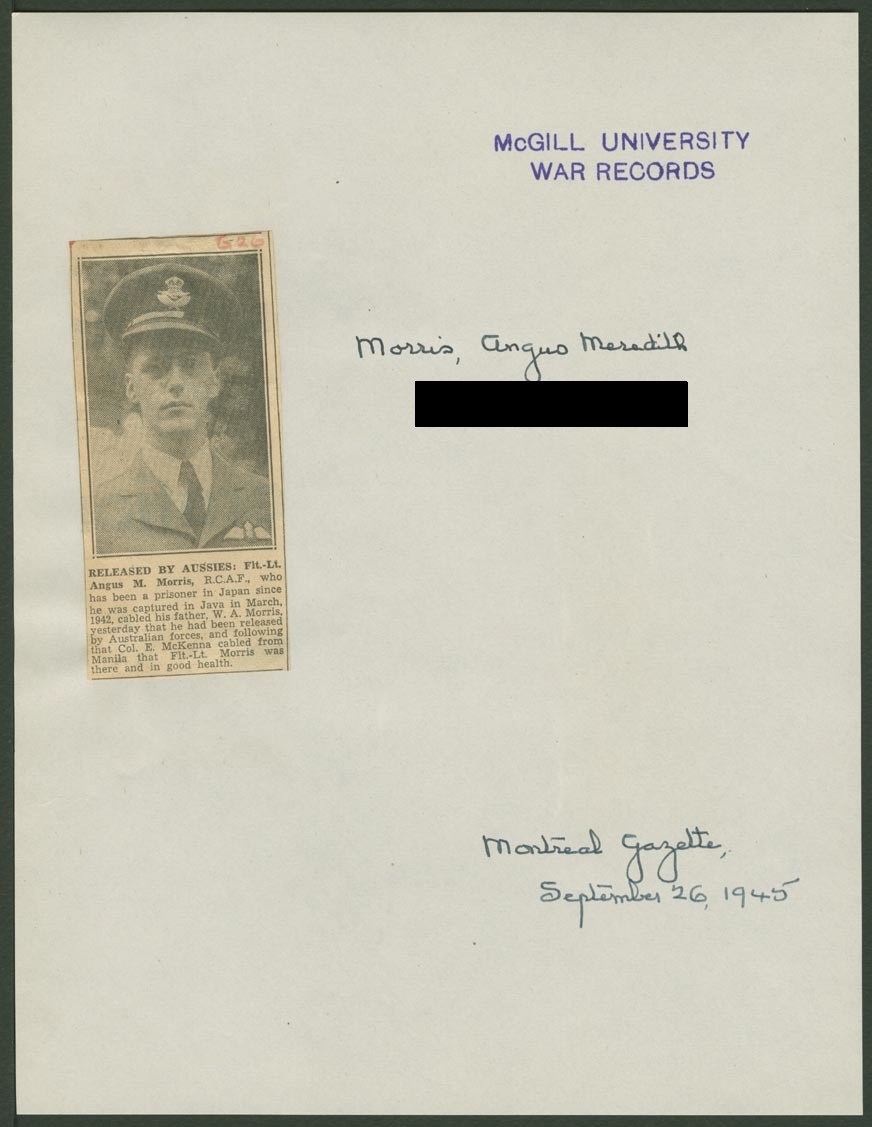 McGILL UNIVERSITY
WAR RECORDS
G26
Morris, Angus Meredith
RELEASED BY AUSSIES: Flt.-Lt.
Angus M. Morris, R.C.A.F., who
has been a prisoner in Japan since
he was captured in Java in March,
1942, cabled his father, W. A. Morris,
yesterday that he had been released
by Australian forces, and following
that Col. E. McKenna cabled from
Manila that Flt.-Lt. Morris was
there and in good health.
Montreal Gazette,
September 26, 1945